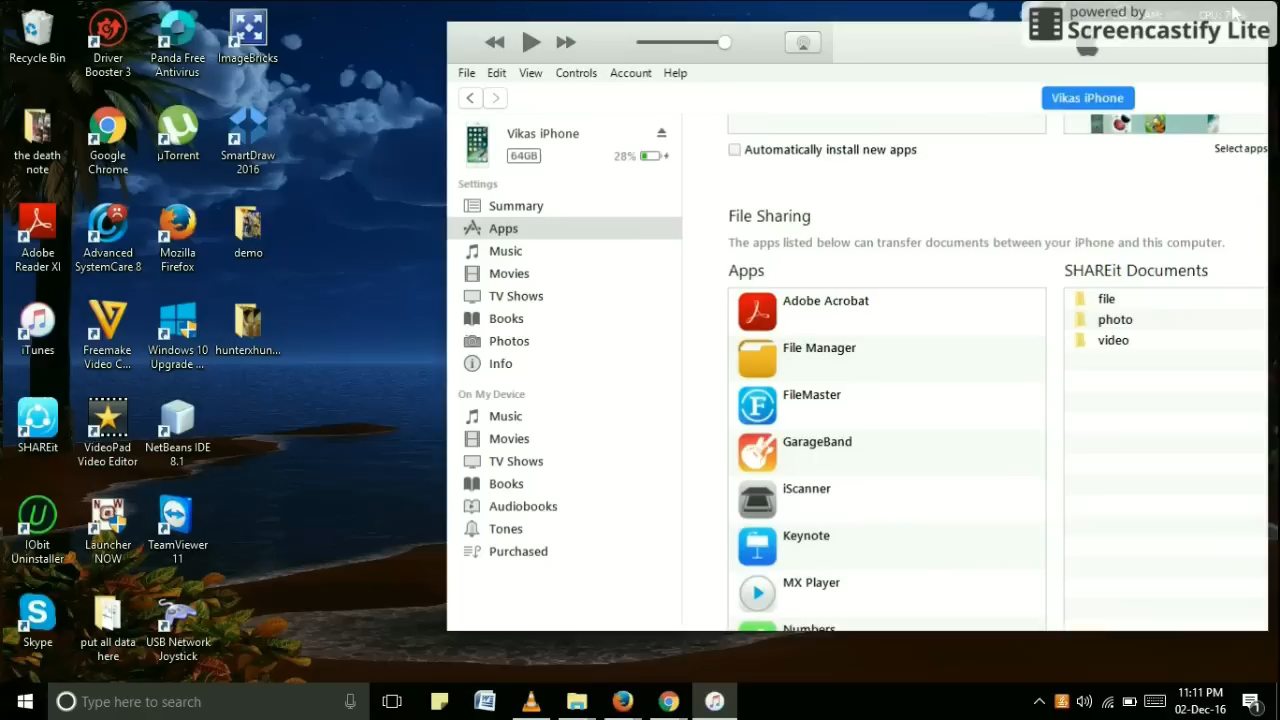 powered by
Screencastify Lite
Recycle Bin
Driver
Booster 3
Panda Free
Antivirus
ImageBricks
the death
note
Google
Chrome
µTorrent
SmartDraw
2016
Adobe
Reader XI
Advanced
SystemCare 8
Mozilla
Firefox
demo
iTunes
Freemake
Video C...
Windows 10
Upgrade ...
hunterxhun...
SHAREit
VideoPad
Video Editor
NetBeans IDE
8.1
IObit
Uninstaller
Launcher
NOW
TeamViewer
11
Skype
put all data
here
USB Network
Joystick
File Edit View Controls Account Help
Vikas iPhone
Vikas iPhone
64GB
28%
Settings
Summary
Apps
Music
Movies
TV Shows
Books
Photos
Info
On My Device
Music
Movies
TV Shows
Books
Audiobooks
Tones
Purchased
Automatically install new apps
Select apps
File Sharing
The apps listed below can transfer documents between your iPhone and this computer.
Apps
SHAREit Documents
Adobe Acrobat
File Manager
FileMaster
GarageBand
iScanner
Keynote
MX Player
Numbers
file
photo
video
Type here to search
11:11 PM
02-Dec-16
1